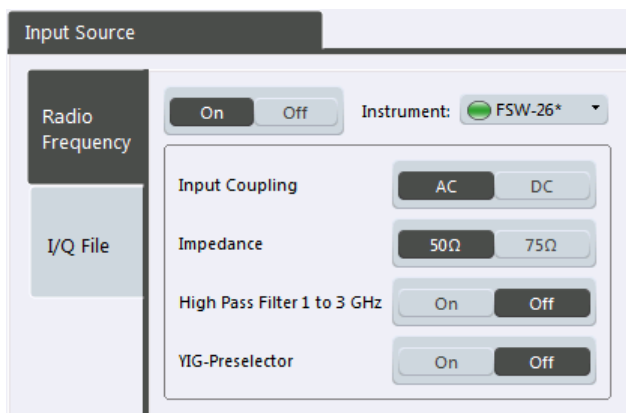 Input Source
Radio
Frequency
I/Q File
On Off Instrument: FSW-26*
Input Coupling AC DC
Impedance 50Ω 75Ω
High Pass Filter 1 to 3 GHz On Off
YIG-Preselector On Off